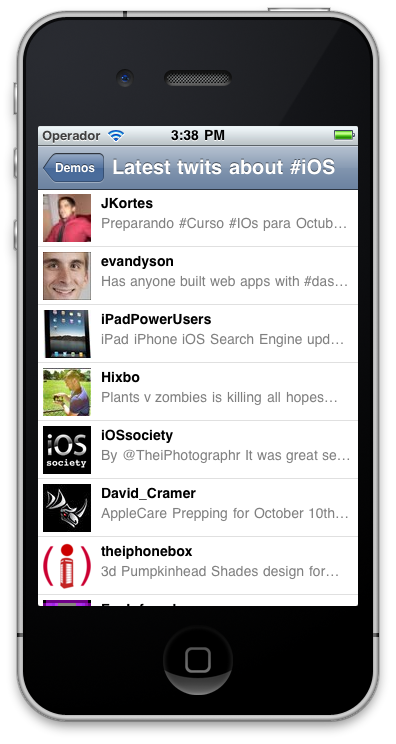 Operador 3:38 PM
Demos Latest twits about #iOS
JKortes
Preparando #Curso #IOs para Octub...
evandyson
Has anyone built web apps with #das...
iPadPowerUsers
iPad iPhone iOS Search Engine upd...
Hixbo
Plants v zombies is killing all hopes...
iOS
society
iOSsociety
By @TheiPhotographr It was great se...
David_Cramer
AppleCare Prepping for October 10th...
(i)
theiphonebox
3d Pumpkinhead Shades design for...